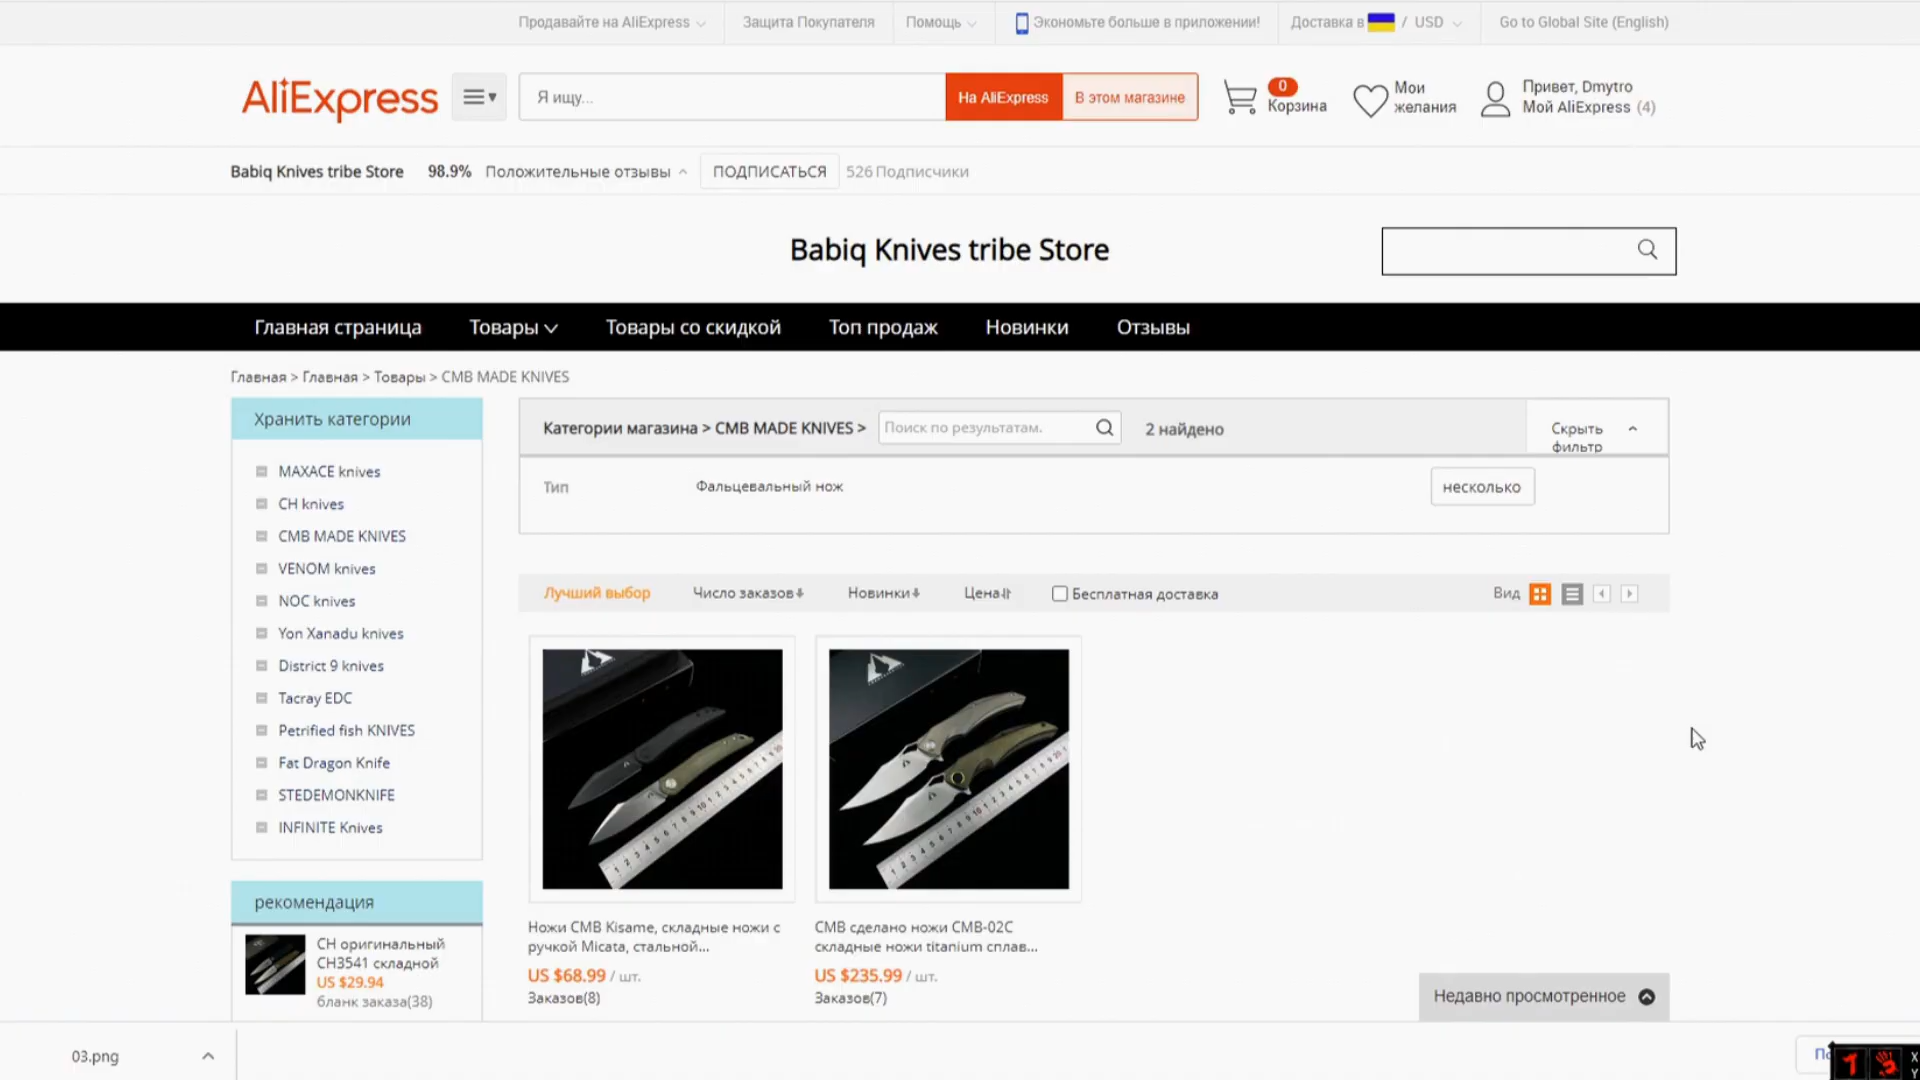 Продавайте на AliExpress
Защита Покупателя
Помощь
Экономьте больше в приложении!
Доставка в / USD
Go to Global Site (English)
AliExpress
Я ищу...
На AliExpress
В этом магазине
0
Корзина
Мои
желания
Привет, Dmytro
Мой AliExpress (4)
Babiq Knives tribe Store
98.9% Положительные отзывы
ПОДПИСАТЬСЯ
526 Подписчики
Babiq Knives tribe Store
Главная страница
Товары
Товары со скидкой
Топ продаж
Новинки
Отзывы
Главная > Главная > Товары > CMB MADE KNIVES
Хранить категории
MAXACE knives
CH knives
CMB MADE KNIVES
VENOM knives
NOC knives
Yon Xanadu knives
District 9 knives
Tacray EDC
Petrified fish KNIVES
Fat Dragon Knife
STEDEMONKNIFE
INFINITE Knives
рекомендация
CH оригинальный
CH3541 складной
US $29.94
бланк заказа(38)
Категории магазина > CMB MADE KNIVES >
Поиск по результатам.
2 найдено
Скрыть
фильтр
Тип
Фальцевальный нож
несколько
Лучший выбор
Число заказов
Новинки
Цена
Бесплатная доставка
Вид
Ножи CMB Kisame, складные ножи с
ручкой Micata, стальной...
US $68.99 / шт.
Заказов(8)
CMB сделано ножи CMB-02C
складные ножи titanium сплав...
US $235.99 / шт.
Заказов(7)
Недавно просмотренное
03.png
X
Y